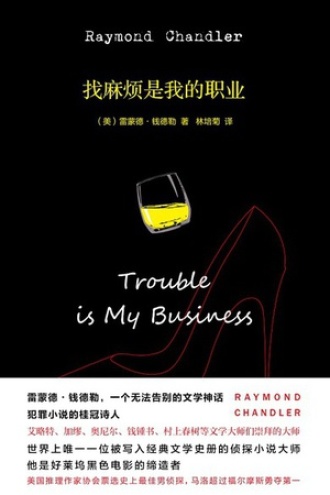 Raymond Chandler
找麻烦是我的职业
（美）雷蒙德·钱德勒 著 林培菊 译
Trouble
is My Business
雷蒙德·钱德勒，一个无法告别的文学神话
犯罪小说的桂冠诗人
RAYMOND
CHANDLER
艾略特、加缪、奥尼尔、钱锺书、村上春树等文学大师们崇拜的大师
世界上唯一一位被写入经典文学史册的侦探小说大师
他是好莱坞黑色电影的缔造者
美国推理作家协会票选史上最佳男侦探，马洛超过福尔摩斯勇夺第一